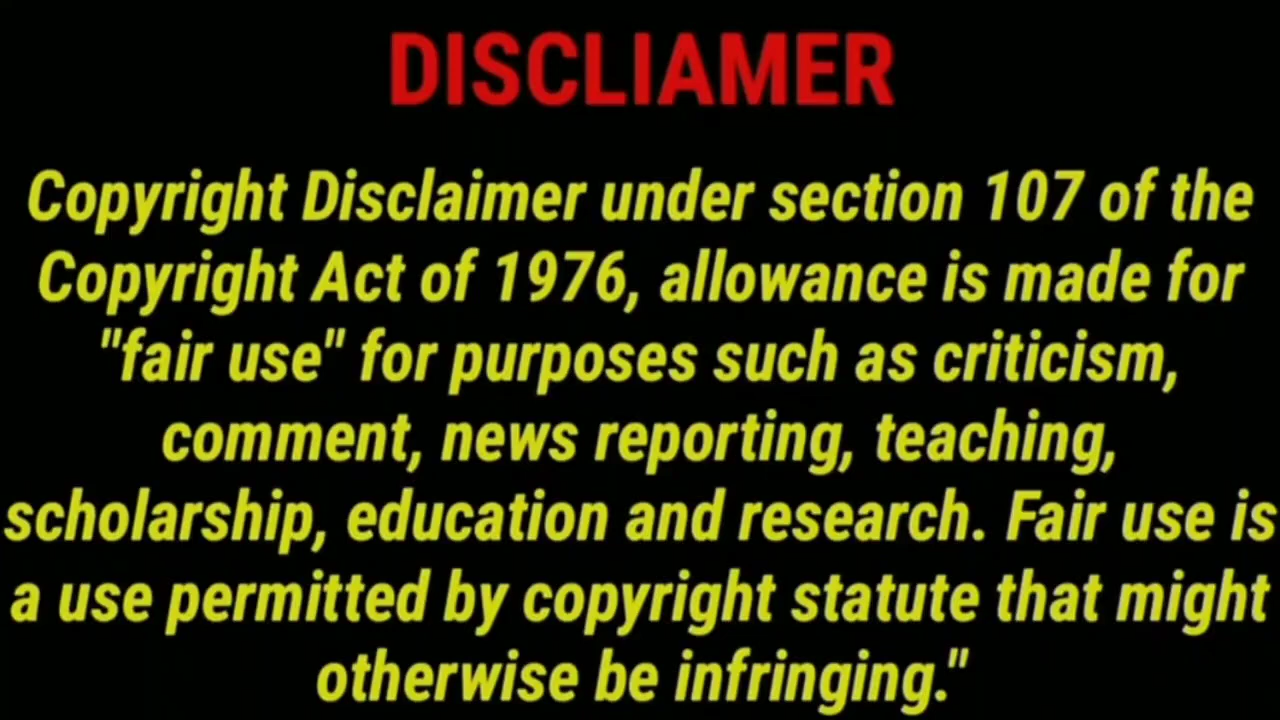 DISCLIAMER
Copyright Disclaimer under section 107 of the
Copyright Act of 1976, allowance is made for
"fair use" for purposes such as criticism,
comment, news reporting, teaching,
scholarship, education and research. Fair use is
a use permitted by copyright statute that might
otherwise be infringing."